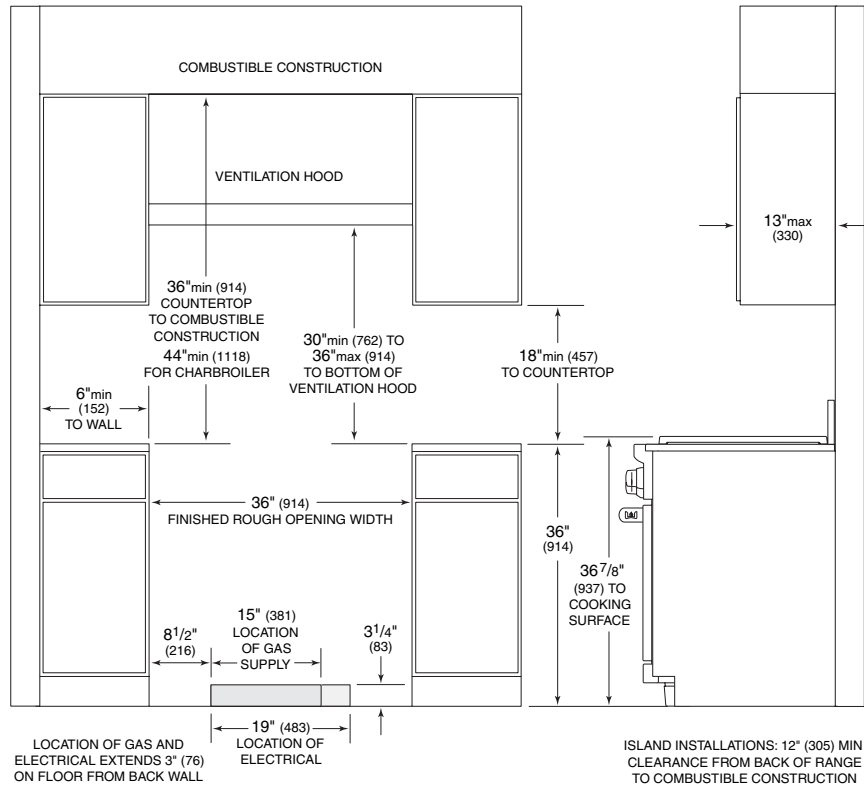 COMBUSTIBLE CONSTRUCTION
VENTILATION HOOD
13"max
(330)
36"min (914)
COUNTERTOP
TO COMBUSTIBLE
CONSTRUCTION
44"min (1118)
FOR CHARBROILER
30"min (762) TO
36"max (914)
TO BOTTOM OF
VENTILATION HOOD
18"min (457)
TO COUNTERTOP
6"min
(152)
TO WALL
36" (914)
FINISHED ROUGH OPENING WIDTH
36"
(914)
36 7/8"
(937) TO
COOKING
SURFACE
8 1/2"
(216)
15" (381)
LOCATION
OF GAS
SUPPLY
3 1/4"
(83)
19" (483)
LOCATION OF
ELECTRICAL
LOCATION OF GAS AND
ELECTRICAL EXTENDS 3" (76)
ON FLOOR FROM BACK WALL
ISLAND INSTALLATIONS: 12" (305) MIN
CLEARANCE FROM BACK OF RANGE
TO COMBUSTIBLE CONSTRUCTION